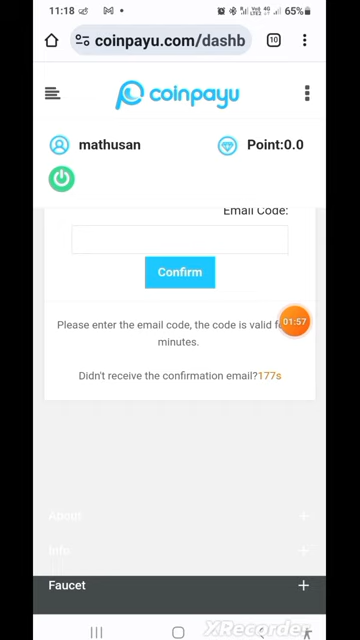 11:18
65%
coinpayu.com/dashb
10
coinpayu
mathusan
Point:0.0
Email Code:
Confirm
01:57
Please enter the email code, the code is valid
minutes.
Didn't receive the confirmation email?177s
About
Info
Faucet
XRecorder